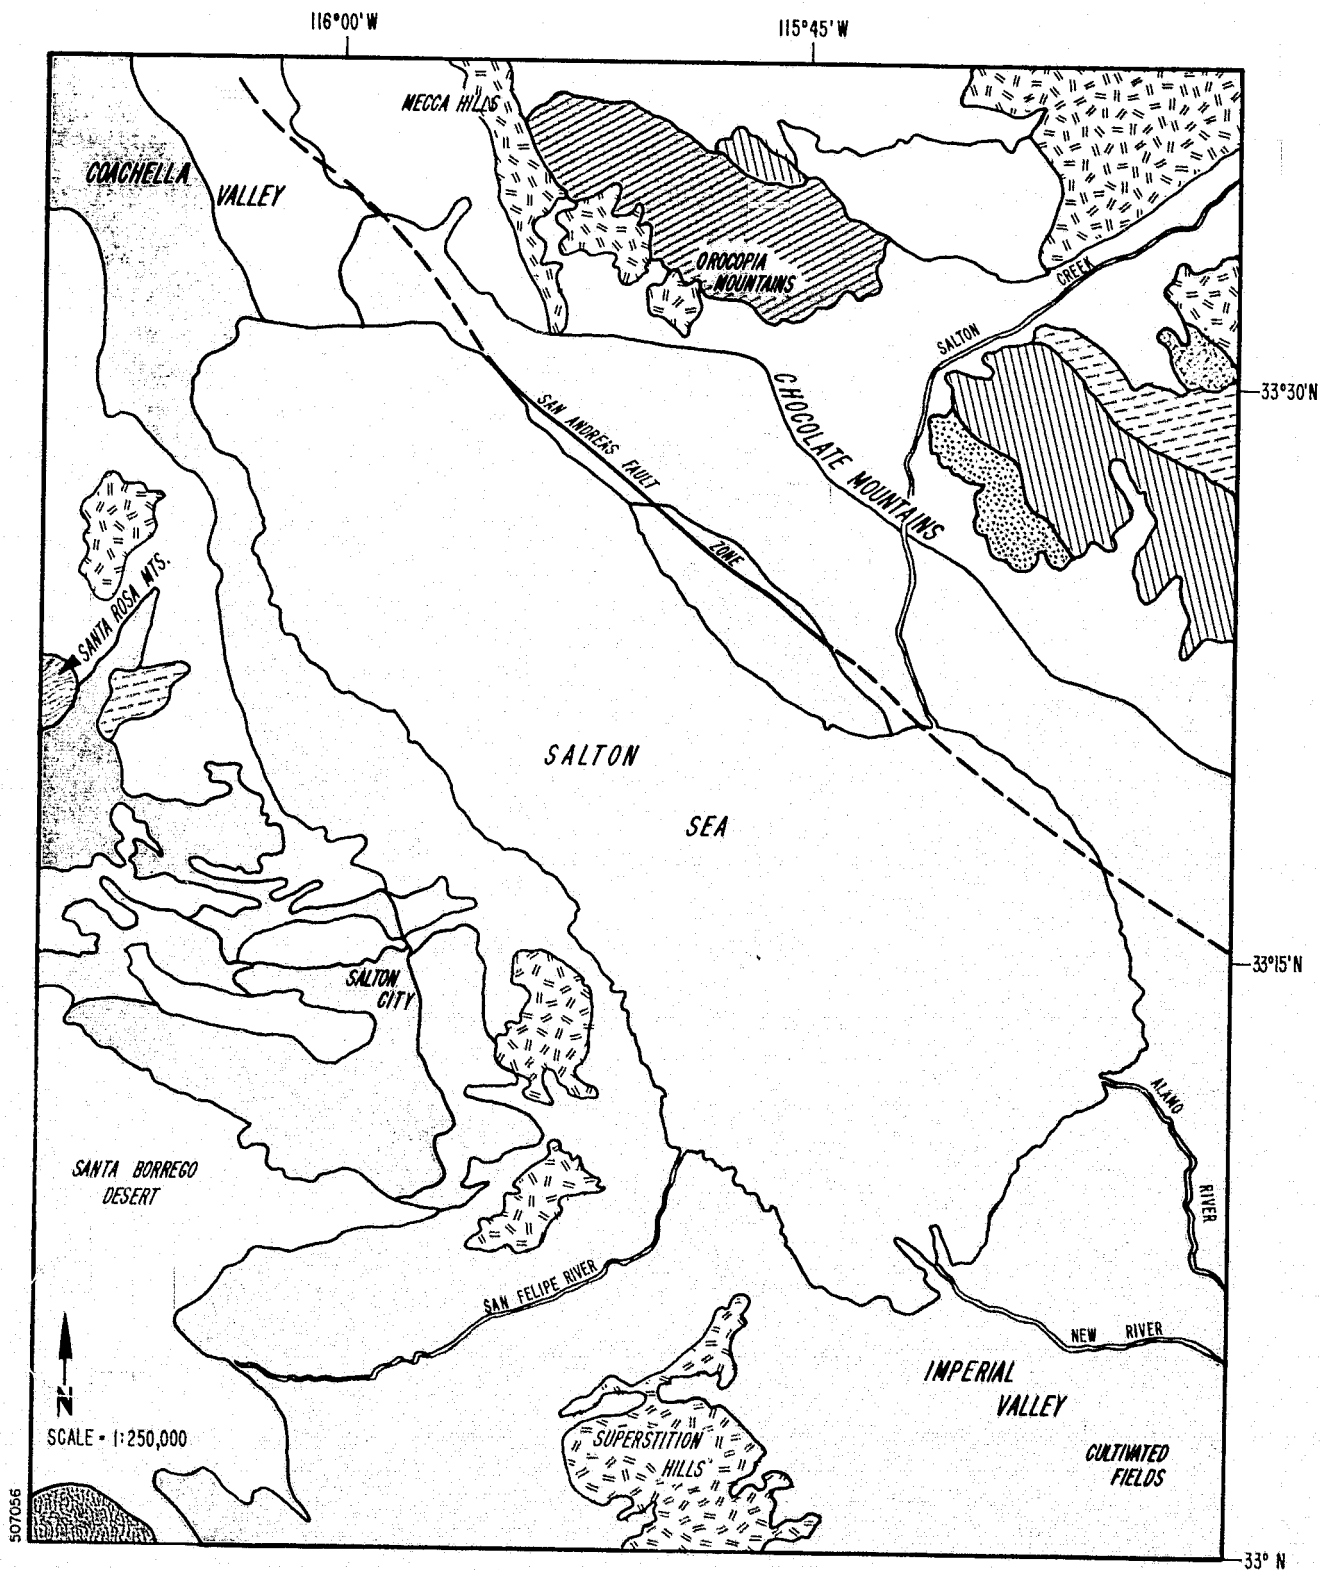 116°00'W
115°45'W
MECCA HILLS
COACHELLA
VALLEY
OROCOPIA
MOUNTAINS
SALTON
CREEK
33°30'N
CHOCOLATE MOUNTAINS
SAN ANDREAS FAULT
ZONE
SANTA ROSA MTS.
SALTON
SEA
33°15'N
SALTON
CITY
ALAMO
RIVER
SANTA BORREGO
DESERT
SAN FELIPE RIVER
NEW RIVER
IMPERIAL
VALLEY
N
SCALE - 1:250,000
SUPERSTITION
HILLS
CULTIVATED
FIELDS
507056
33° N